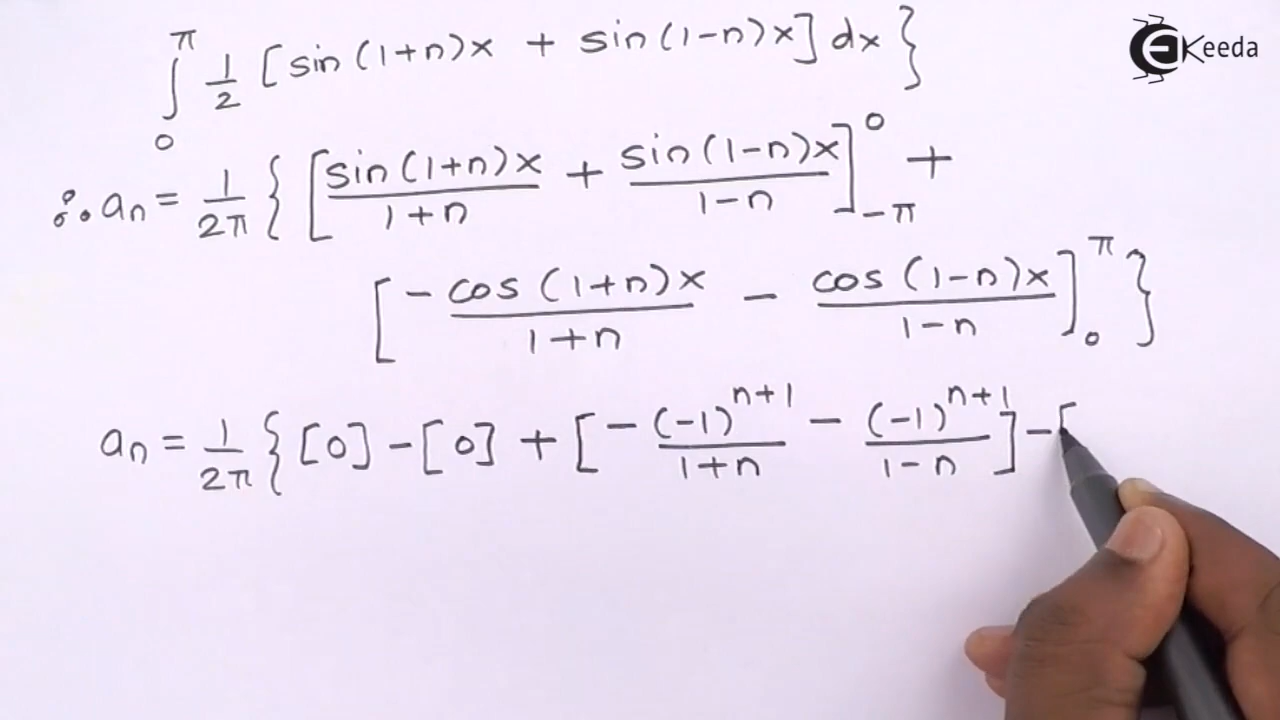 ∫₀^π 1/2 [sin(1+n)x + sin(1-n)x] dx }
Keeda
∴ aₙ = 1/2π { [ sin(1+n)x/1+n + sin(1-n)x/1-n ]₋π^0 +
[ -cos(1+n)x/1+n - cos(1-n)x/1-n ]₀^π }
aₙ = 1/2π { [0] - [0] + [ -(-1)^n+1/1+n - (-1)^n+1/1-n ] - [